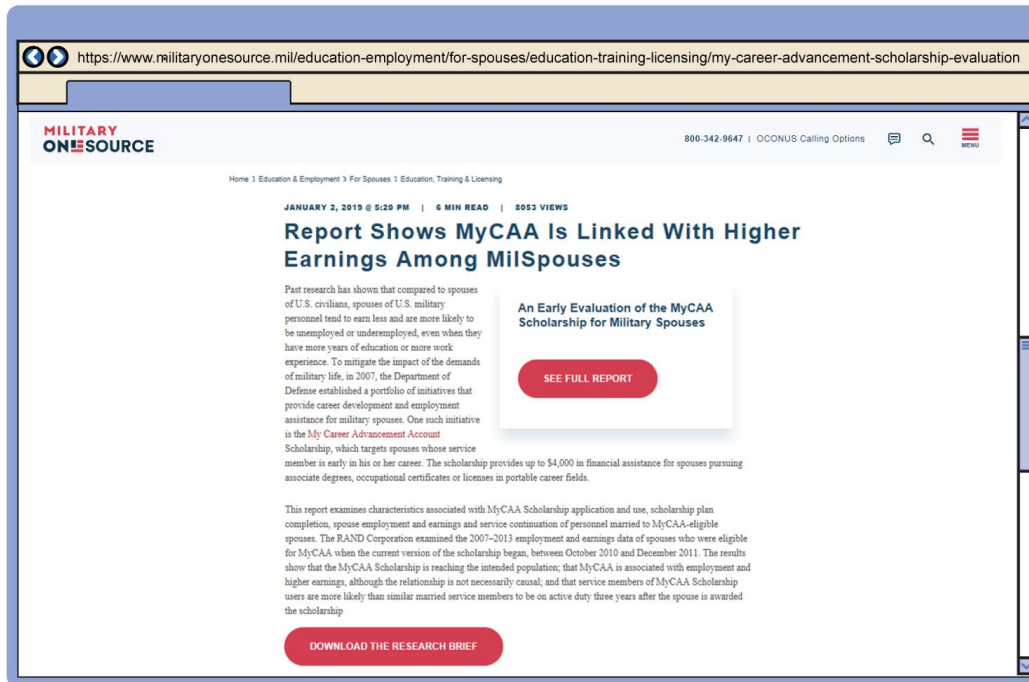 https://www.militaryonesource.mil/education-employment/for-spouses/education-training-licensing/my-career-advancement-scholarship-evaluation
MILITARY
ONESOURCE
800-342-9647 | OCONUS Calling Options
MENU
Home > Education & Employment > For Spouses > Education, Training & Licensing
JANUARY 2, 2019 @ 5:20 PM | 6 MIN READ | 8053 VIEWS
Report Shows MyCAA Is Linked With Higher
Earnings Among MilSpouses
Past research has shown that compared to spouses
of U.S. civilians, spouses of U.S. military
personnel tend to earn less and are more likely to
be unemployed or underemployed, even when they
have more years of education or more work
experience. To mitigate the impact of the demands
of military life, in 2007, the Department of
Defense established a portfolio of initiatives that
provide career development and employment
assistance for military spouses. One such initiative
is the My Career Advancement Account
Scholarship, which targets spouses whose service
member is early in his or her career. The scholarship provides up to $4,000 in financial assistance for spouses pursuing
associate degrees, occupational certificates or licenses in portable career fields.
An Early Evaluation of the MyCAA
Scholarship for Military Spouses
SEE FULL REPORT
This report examines characteristics associated with MyCAA Scholarship application and use, scholarship plan
completion, spouse employment and earnings and service continuation of personnel married to MyCAA-eligible
spouses. The RAND Corporation examined the 2007–2013 employment and earnings data of spouses who were eligible
for MyCAA when the current version of the scholarship began, between October 2010 and December 2011. The results
show that the MyCAA Scholarship is reaching the intended population; that MyCAA is associated with employment and
higher earnings, although the relationship is not necessarily causal; and that service members of MyCAA Scholarship
users are more likely than similar married service members to be on active duty three years after the spouse is awarded
the scholarship
DOWNLOAD THE RESEARCH BRIEF